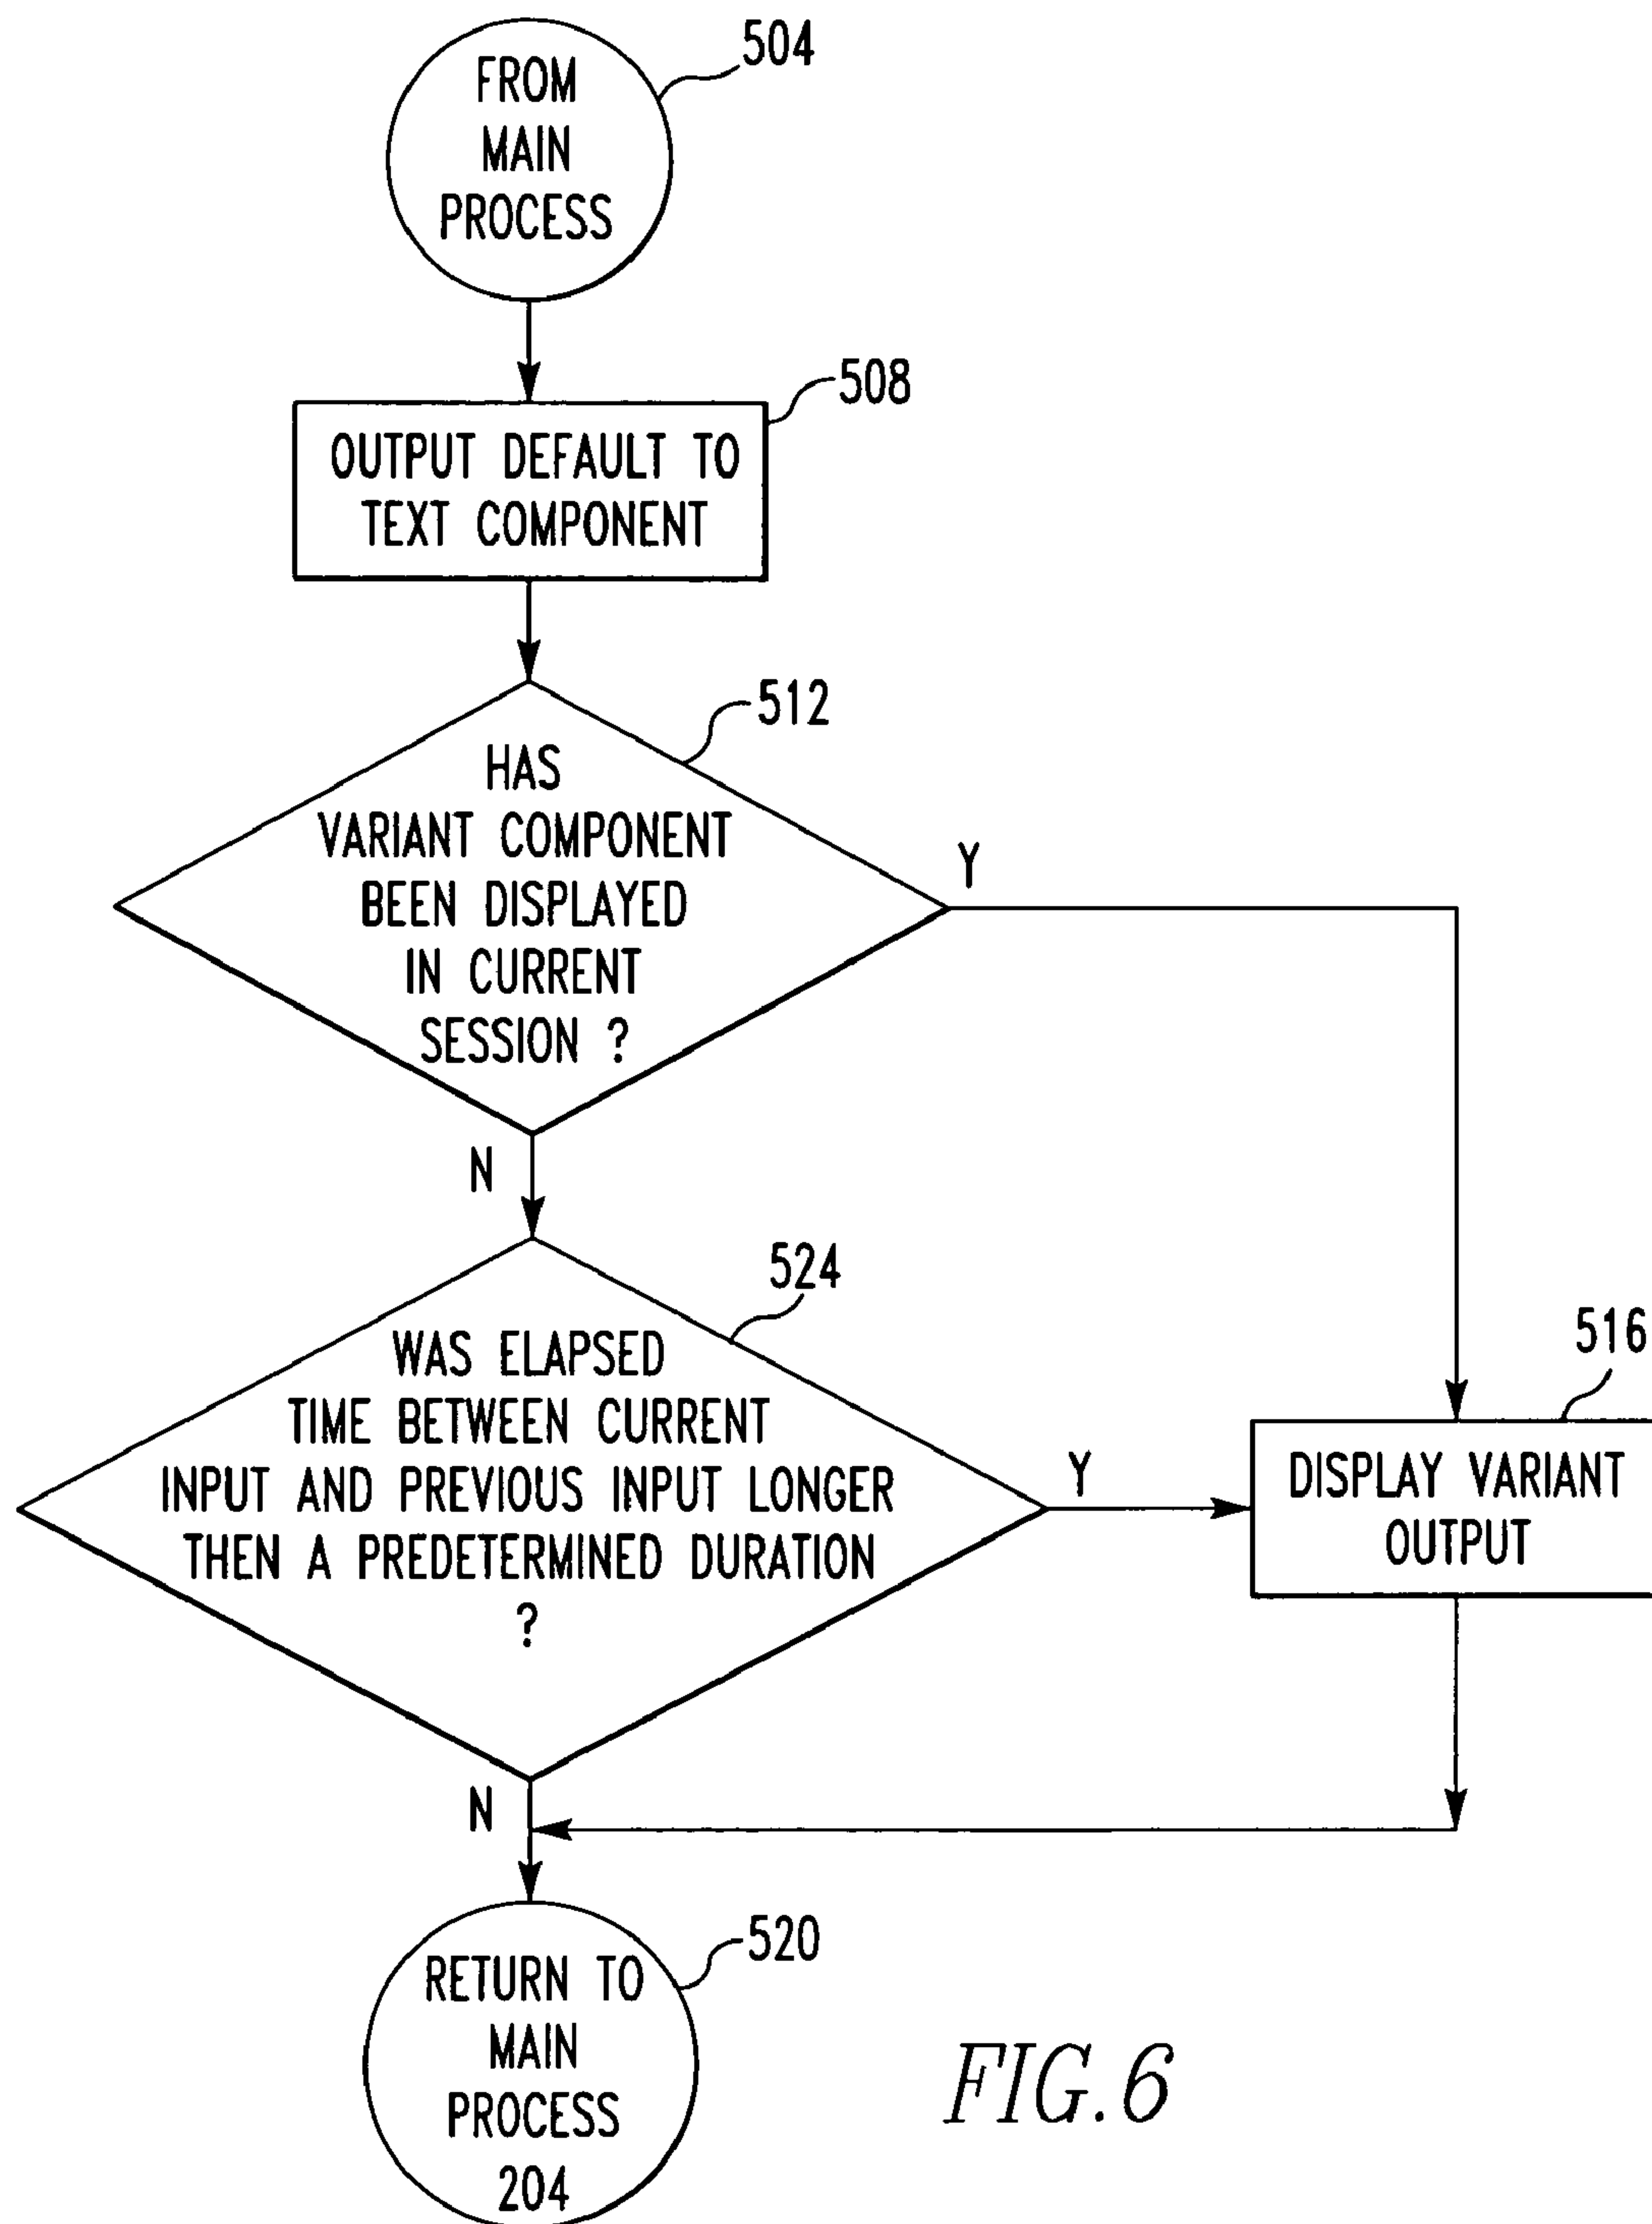 504
FROM
MAIN
PROCESS
508
OUTPUT DEFAULT TO
TEXT COMPONENT
512
HAS
VARIANT COMPONENT
BEEN DISPLAYED
IN CURRENT
SESSION ?
Y
N
524
WAS ELAPSED
TIME BETWEEN CURRENT
INPUT AND PREVIOUS INPUT LONGER
THEN A PREDETERMINED DURATION
?
Y
516
DISPLAY VARIANT
OUTPUT
N
520
RETURN TO
MAIN
PROCESS
204
FIG.6